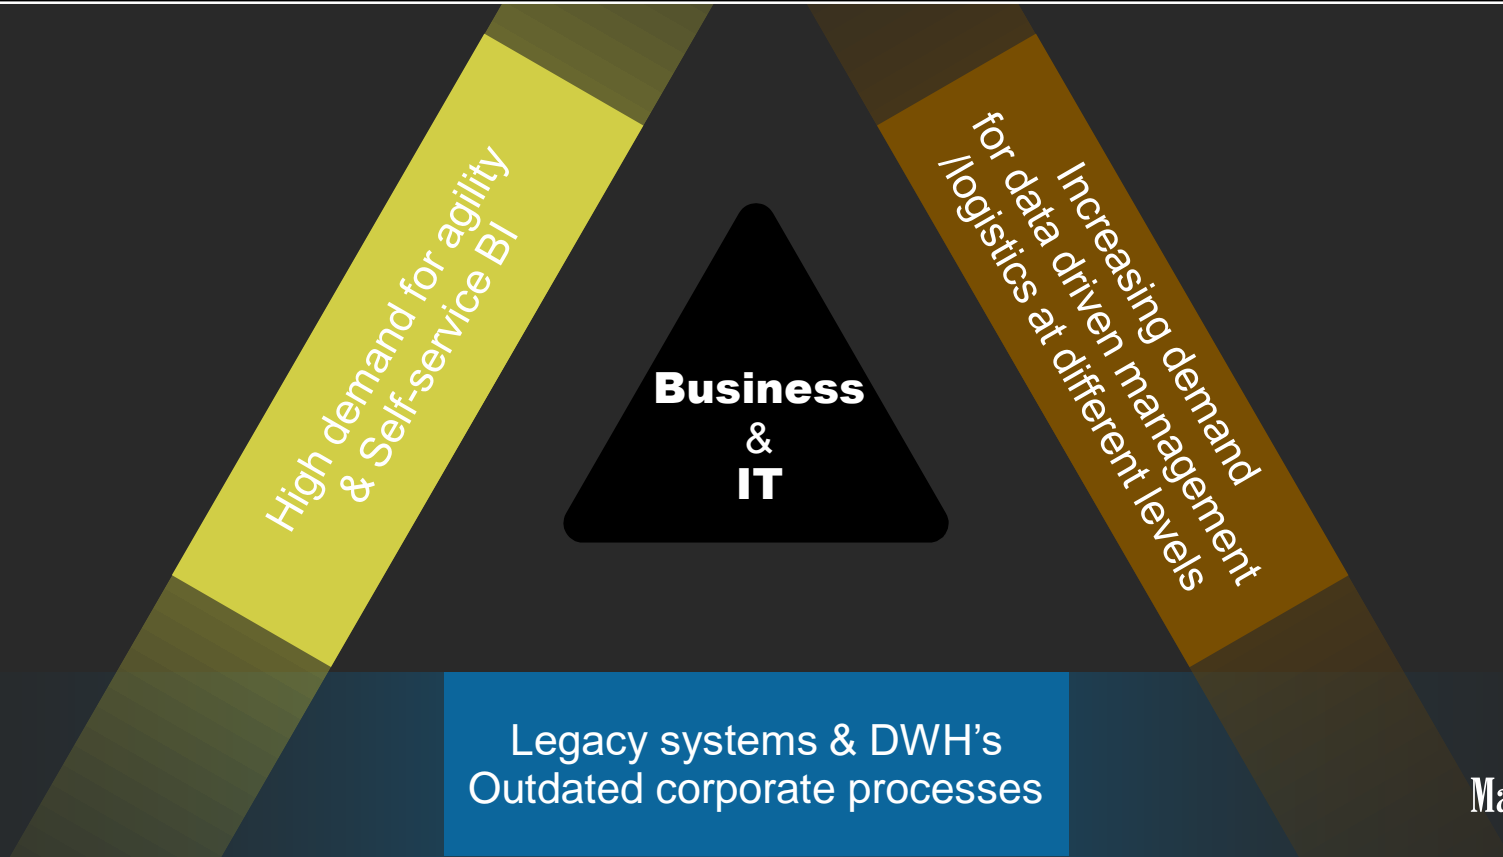 High demand for agility
& Self-service BI
Increasing demand
for data driven management
/logistics at different levels
Business
&
IT
Legacy systems & DWH’s
Outdated corporate processes